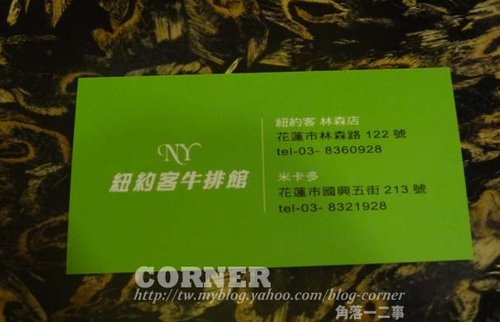 NY
紐約客牛排館
紐約客 林森店
花蓮市林森路 122 號
tel-03- 8360928
米卡多
花蓮市國興五街 213 號
tel-03- 8321928
CORNER
http://tw.myblog.yahoo.com/blog-corner
角落一二事